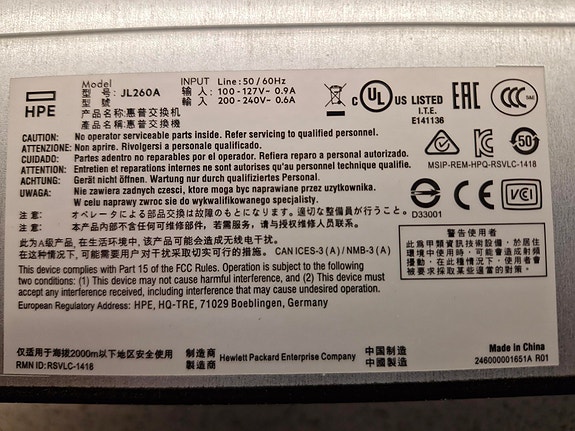 HPE
Model
型号: JL260A
型號:
INPUT Line: 50/60Hz
输入: 100-127V~ 0.9A
輸入: 200-240V~ 0.6A
产品名称:惠普交换机
產品名稱:惠普交換機
C UL US LISTED
I.T.E.
E141136
EAC
CCC
CAUTION: No operator serviceable parts inside. Refer servicing to qualified personnel.
ATTENZIONE: Non aprire. Rivolgersi a personale qualificato.
CUIDADO: Partes adentro no reparables por el operador. Refiera reparo a personal autorizado.
ATTENTION: Entretien et reparations internes ne sont autorises qu'au personnel technique qualifie.
ACHTUNG: Gerät nicht öffnen. Wartung nur durch qualifiziertes Personal.
UWAGA: Nie zawiera zadnych czesci, ktore moga byc naprawiane przez uzytkownika.
W celu naprawy zwroc sie do wykwalifikowanego specjalisty.
注意: オペレータによる部品交換は故障のもとになります。適切な整備員が行うこと。
注意: 本产品内部不含任何可维修部件,若需服务,请与授权维修人员联系。
50
MSIP-REM-HPQ-RSVLC-1418
D33001
CE
VCI
此为A级产品,在生活环境中,该产品可能会造成无线电干扰。
在这种情况下,可能需要用户对干扰采取切实可行的措施。 CAN ICES-3 (A) / NMB-3 (A)
This device complies with Part 15 of the FCC Rules. Operation is subject to the following
two conditions: (1) This device may not cause harmful interference, and (2) This device must
accept any interference received, including interference that may cause undesired operation.
European Regulatory Address: HPE, HQ-TRE, 71029 Boeblingen, Germany
警告使用者
此為甲類資訊技術設備,於居住
環境中使用時,可能會造成射頻
擾動,在此種情況下,使用者會
被要求採取某些適當的對策。
仅适用于海拔2000m以下地区安全使用
RMN ID: RSVLC-1418
制造商
製造商: Hewlett Packard Enterprise Company
中国制造
中國製造
Made in China
246000001651A R01